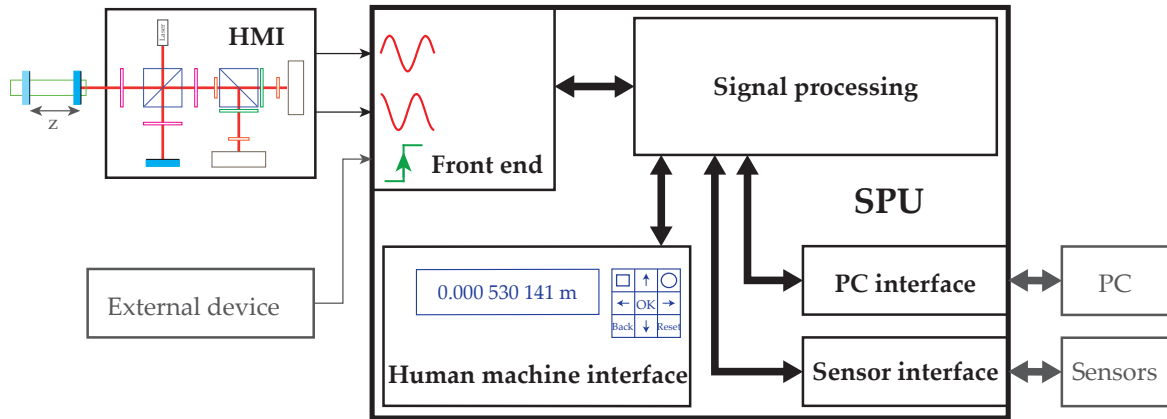 Laser
HMI
z
Front end
Signal processing
SPU
External device
0.000 530 141 m
OK
Back
Reset
Human machine interface
PC interface
PC
Sensor interface
Sensors